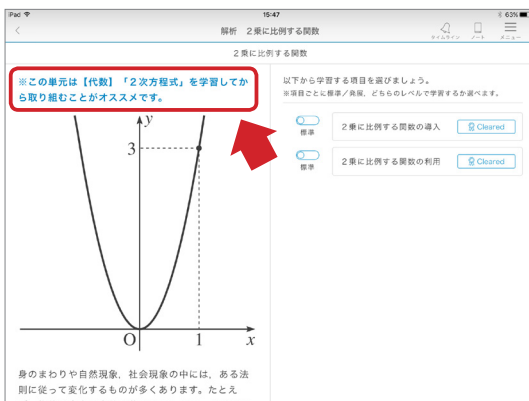 iPad
15:47
63%
解析　２乗に比例する関数
タイムライン
ノート
メニュー
２乗に比例する関数
※この単元は【代数】「２次方程式」を学習してか
ら取り組むことがオススメです。
y
3
O
1
x
身のまわりや自然現象，社会現象の中には，ある法
則に従って変化するものが多くあります。たとえ
以下から学習する項目を選びましょう。
※項目ごとに標準／発展，どちらのレベルで学習するか選べます。
標準
２乗に比例する関数の導入
Cleared
標準
２乗に比例する関数の利用
Cleared